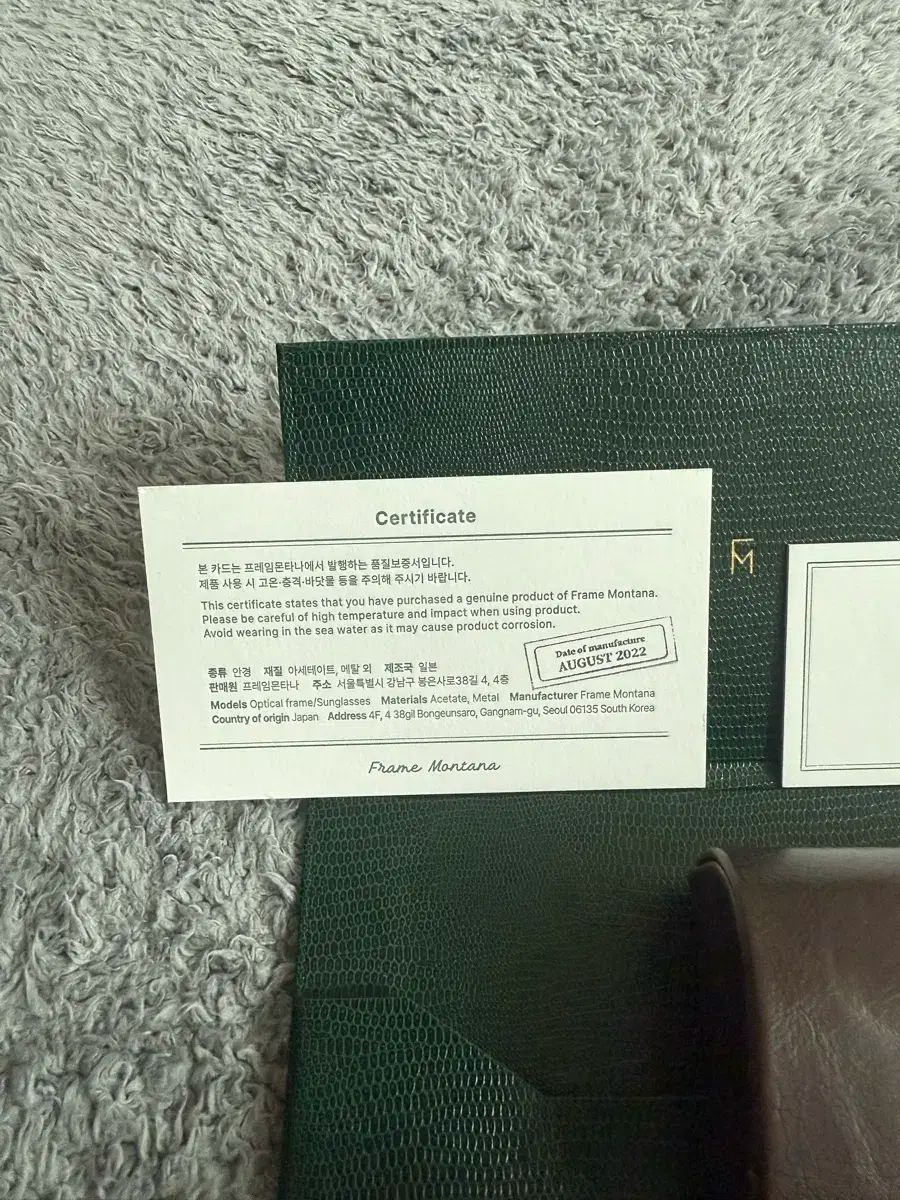 Certificate
본 카드는 프레임몬타나에서 발행하는 품질보증서입니다.
제품 사용 시 고온·충격·바닷물 등을 주의해 주시기 바랍니다.
This certificate states that you have purchased a genuine product of Frame Montana.
Please be careful of high temperature and impact when using product.
Avoid wearing in the sea water as it may cause product corrosion.
Date of manufacture
AUGUST 2022
종류 안경 재질 아세테이트, 메탈 외 제조국 일본
판매원 프레임몬타나 주소 서울특별시 강남구 봉은사로38길 4, 4층
Models Optical frame/Sunglasses Materials Acetate, Metal Manufacturer Frame Montana
Country of origin Japan Address 4F, 4 38gil Bongeunsaro, Gangnam-gu, Seoul 06135 South Korea
Frame Montana
FM